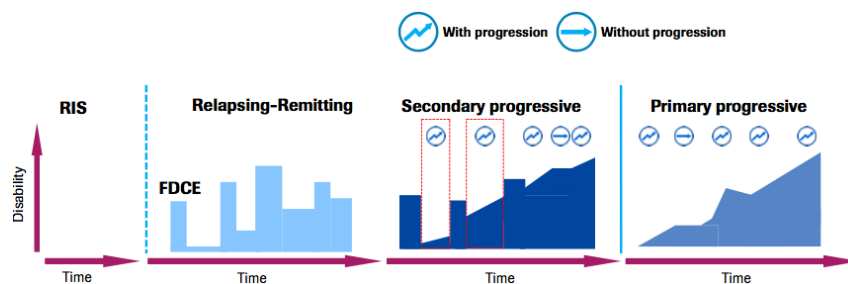 With progression
Without progression
RIS
Relapsing-Remitting
Secondary progressive
Primary progressive
Disability
FDCE
Time
Time
Time
Time